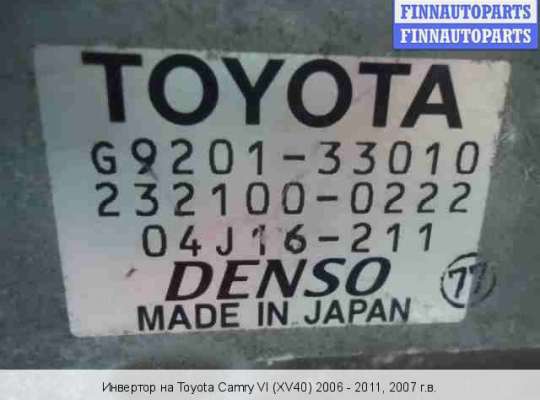 FINNAUTOPARTS
FINNAUTOPARTS
TOYOTA
G9201-33010
232100-0222
04J16-211
DENSO
77
MADE IN JAPAN
Инвертор на Toyota Camry VI (XV40) 2006 - 2011, 2007 г.в.